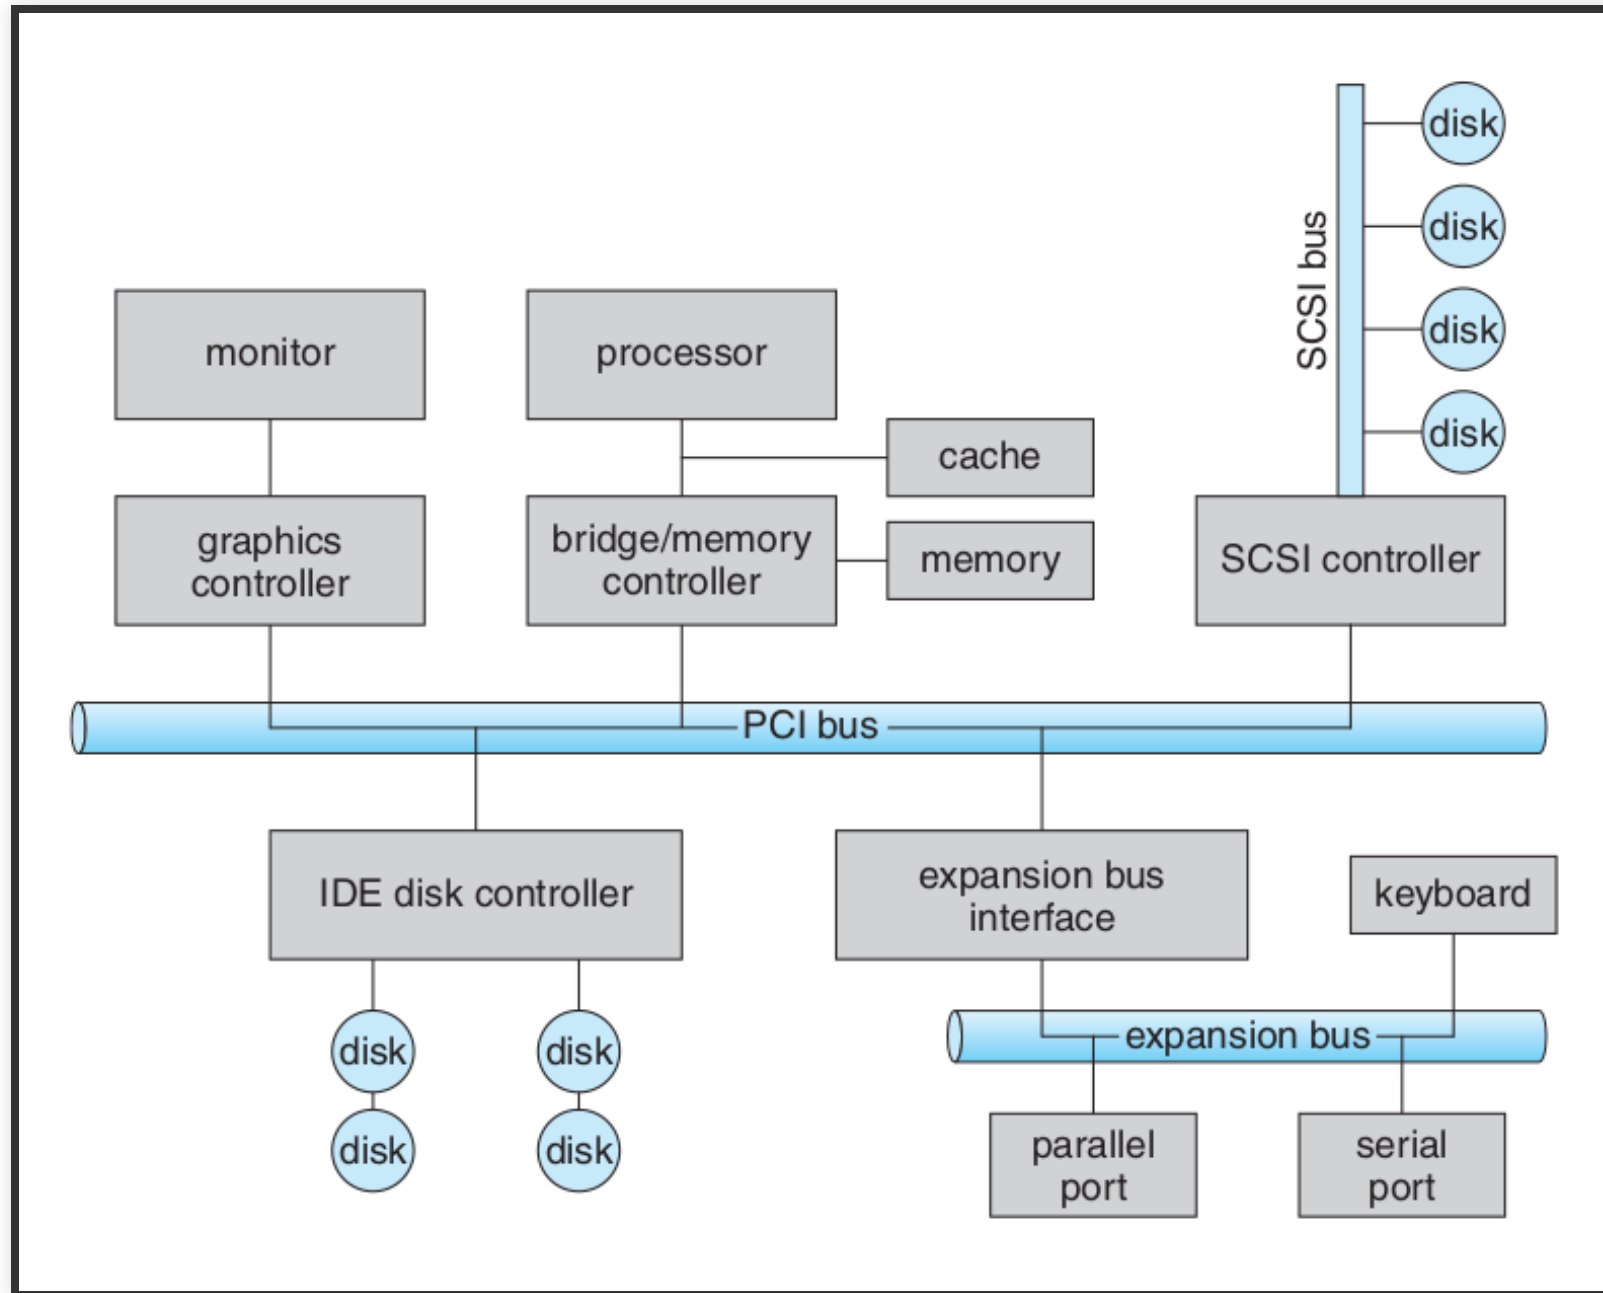 disk
disk
disk
disk
SCSI bus
monitor
processor
cache
graphics
controller
bridge/memory
controller
memory
SCSI controller
PCI bus
IDE disk controller
expansion bus
interface
keyboard
disk
disk
disk
disk
expansion bus
parallel
port
serial
port